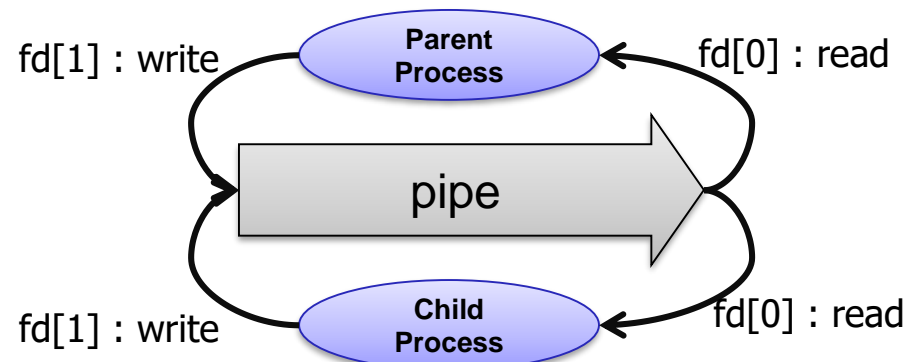 Parent
Process
fd[1] : write
fd[0] : read
pipe
Child
Process
fd[1] : write
fd[0] : read